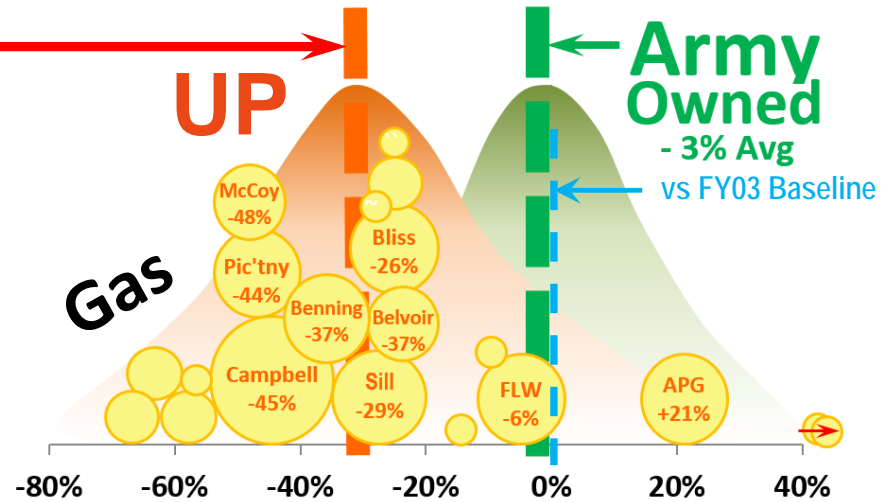 UP
Army
Owned
- 3% Avg
vs FY03 Baseline
Gas
McCoy
-48%
Pic'tny
-44%
Benning
-37%
Campbell
-45%
Bliss
-26%
Belvoir
-37%
Sill
-29%
FLW
-6%
APG
+21%
-80% -60% -40% -20% 0% 20% 40%